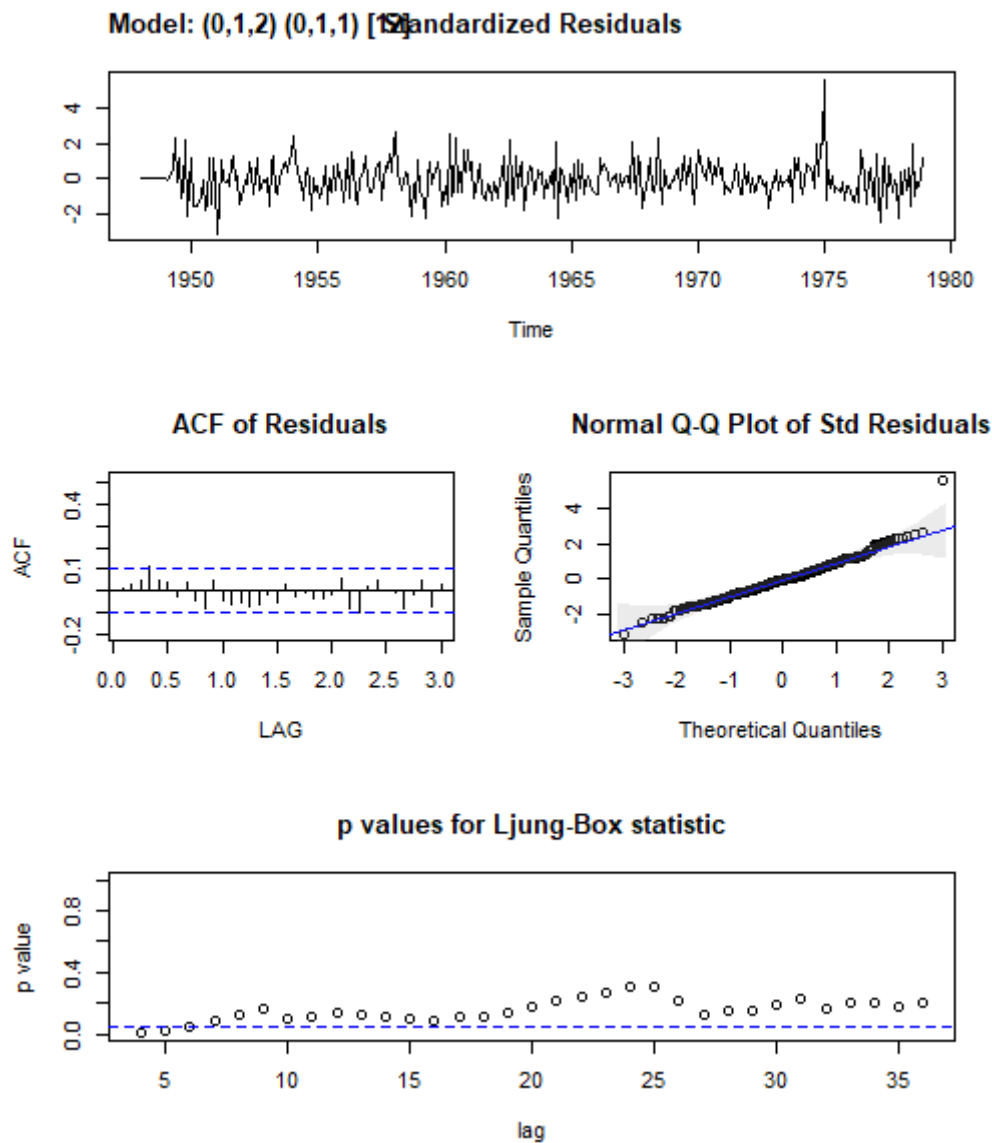 Model: (0,1,2) (0,1,1) [12] Standardized Residuals
4
2
0
-2
1950 1955 1960 1965 1970 1975 1980
Time
ACF of Residuals
ACF
0.4
0.1
-0.2
0.0 0.5 1.0 1.5 2.0 2.5 3.0
LAG
Normal Q-Q Plot of Std Residuals
Sample Quantiles
4
2
0
-2
-3 -2 -1 0 1 2 3
Theoretical Quantiles
p values for Ljung-Box statistic
p value
0.8
0.4
0.0
5 10 15 20 25 30 35
lag